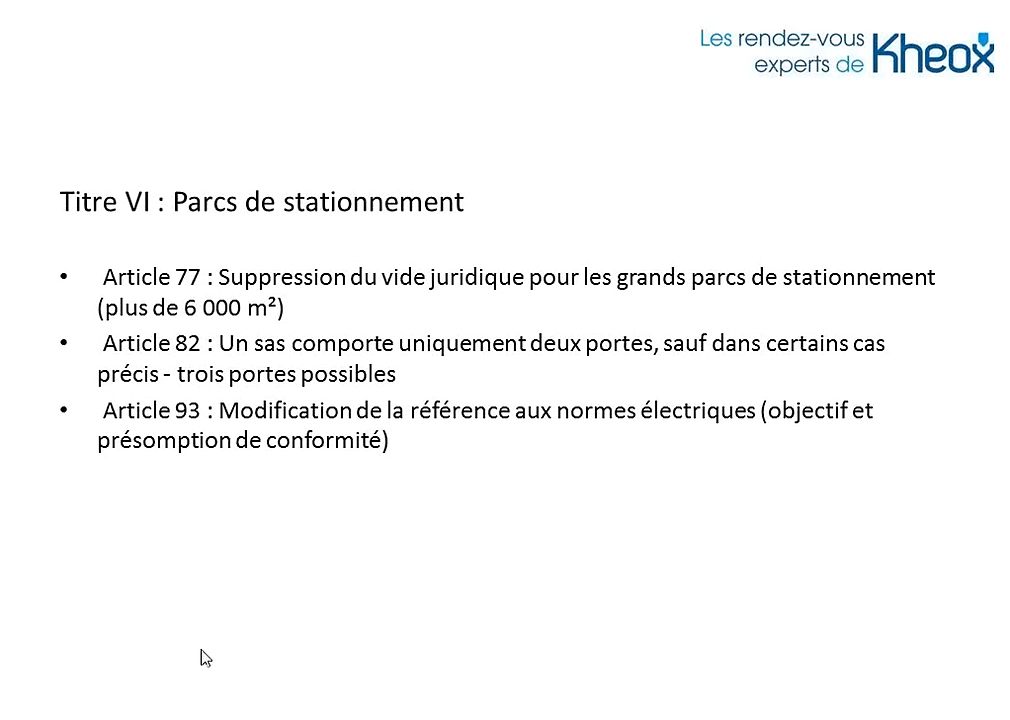 Les rendez-vous
experts de Kheox
Titre VI : Parcs de stationnement
• Article 77 : Suppression du vide juridique pour les grands parcs de stationnement
(plus de 6 000 m²)
• Article 82 : Un sas comporte uniquement deux portes, sauf dans certains cas
précis - trois portes possibles
• Article 93 : Modification de la référence aux normes électriques (objectif et
présomption de conformité)